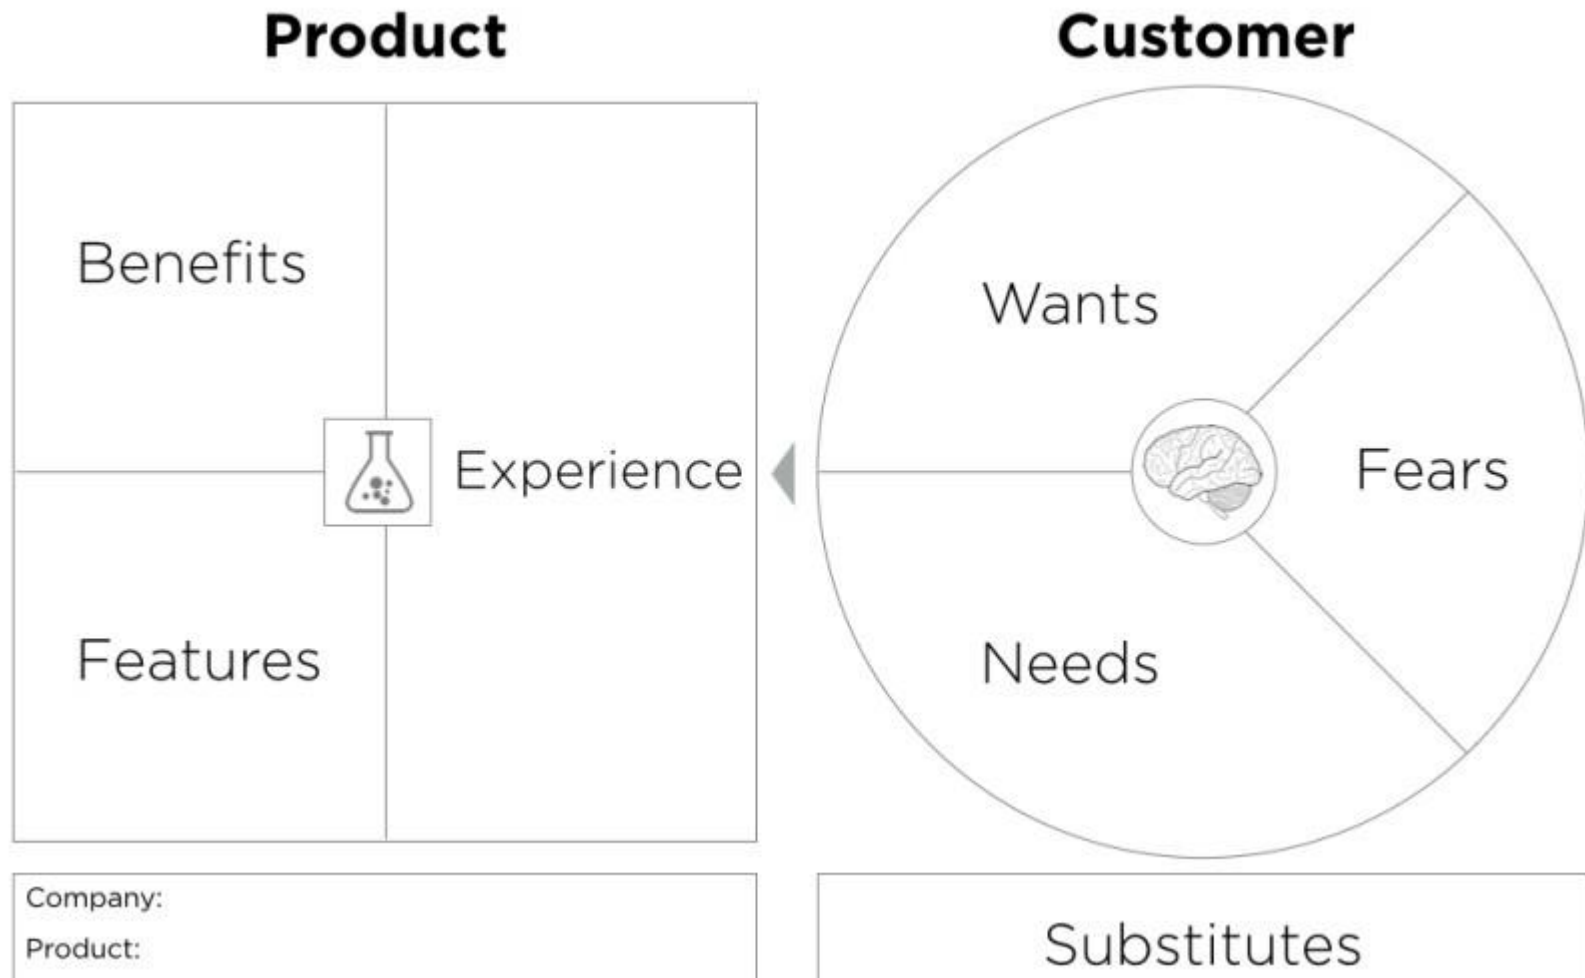 Product
Customer
Benefits
Wants
Experience
Fears
Features
Needs
Company:
Product:
Substitutes